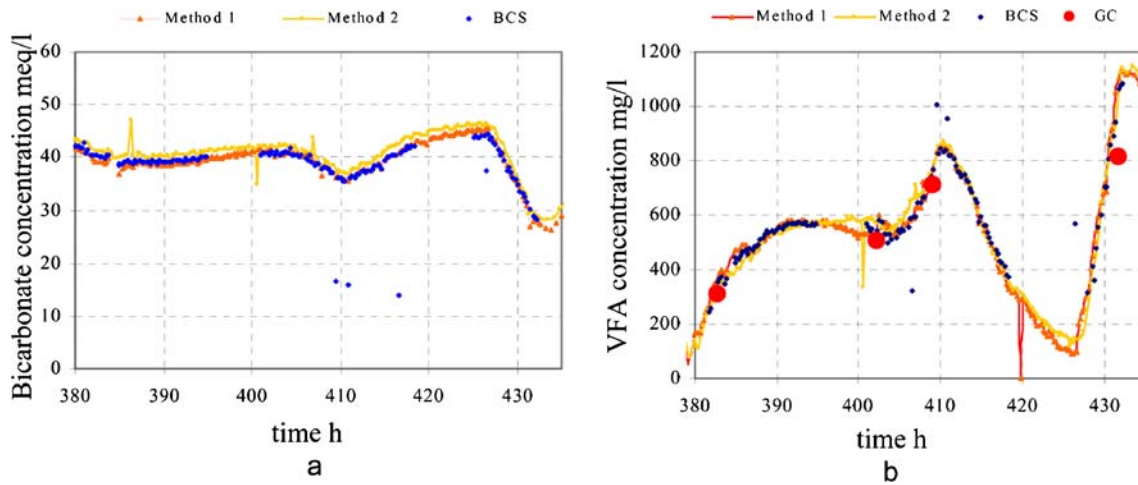 Method 1 Method 2 BCS
Bicarbonate concentration meq/l
60
50
40
30
20
10
0
380 390 400 410 420 430
time h
a
Method 1 Method 2 BCS GC
VFA concentration mg/l
1200
1000
800
600
400
200
0
380 390 400 410 420 430
time h
b